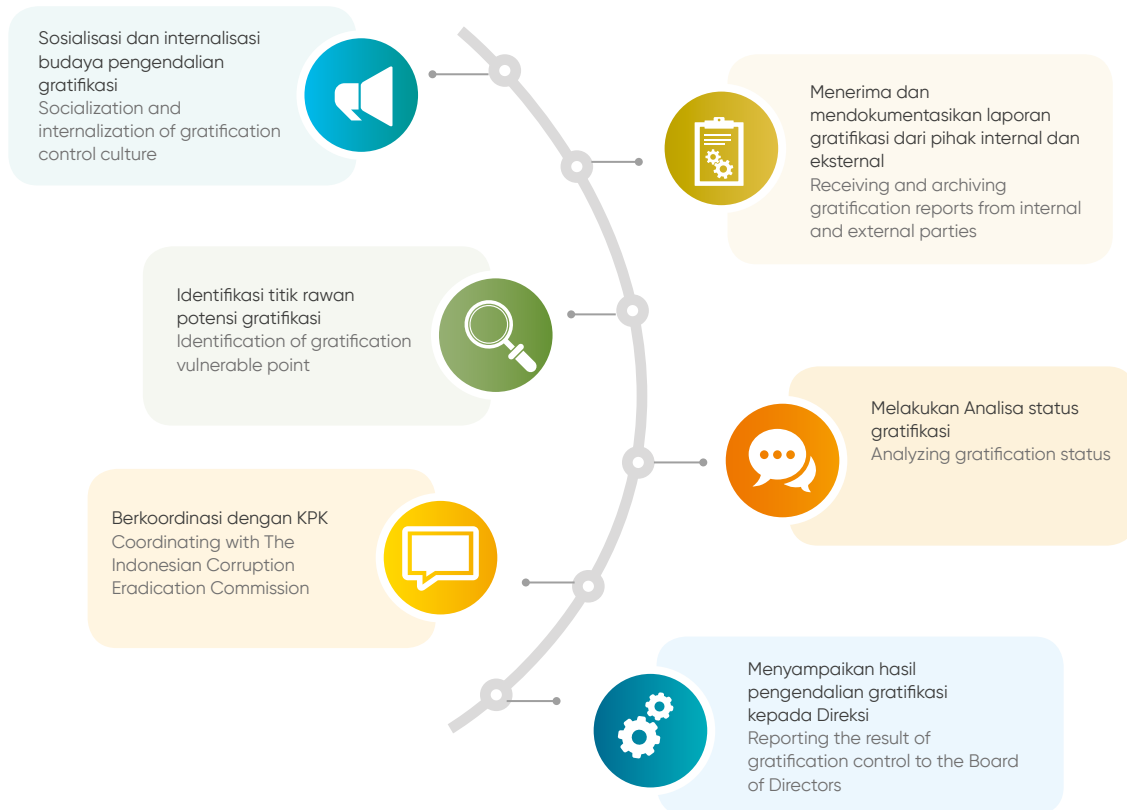 Sosialisasi dan internalisasi
budaya pengendalian
gratifikasi
Socialization and
internalization of gratification
control culture
Menerima dan
mendokumentasikan laporan
gratifikasi dari pihak internal dan
eksternal
Receiving and archiving
gratification reports from internal
and external parties
Identifikasi titik rawan
potensi gratifikasi
Identification of gratification
vulnerable point
Melakukan Analisa status
gratifikasi
Analyzing gratification status
Berkoordinasi dengan KPK
Coordinating with The
Indonesian Corruption
Eradication Commission
Menyampaikan hasil
pengendalian gratifikasi
kepada Direksi
Reporting the result of
gratification control to the Board
of Directors